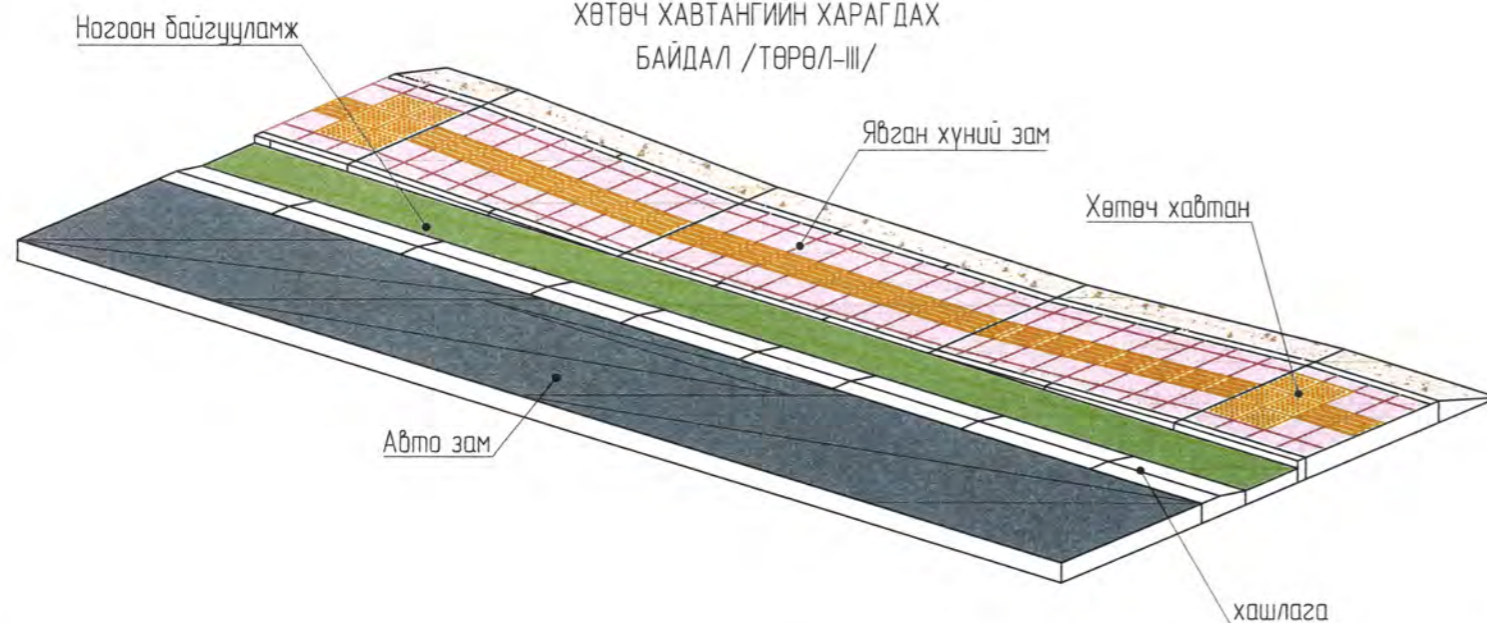 ХӨТӨЧ ХАВТАНГИЙН ХАРАГДАХ
БАЙДАЛ /ТӨРӨЛ-III/
Ногоон байгууламж
Явган хүний зам
Хөтөч хавтан
Авто зам
хашлага